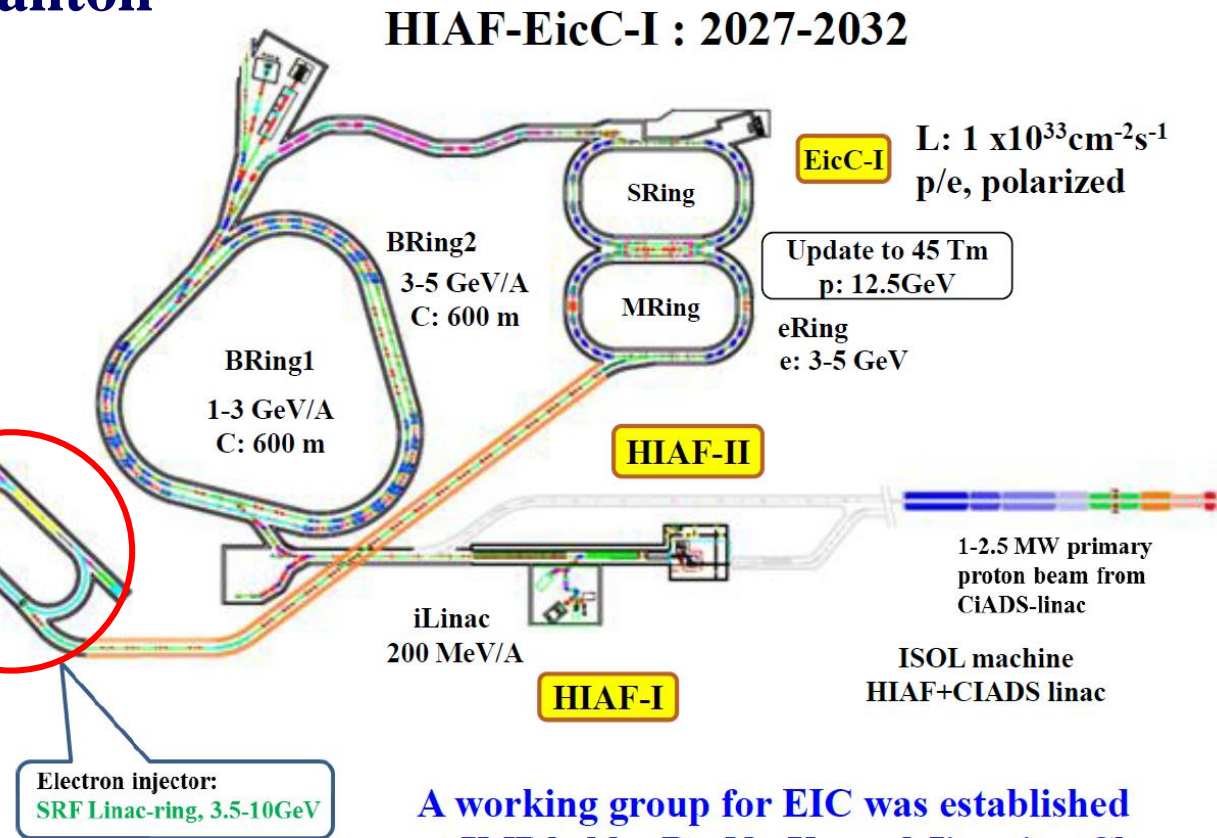 HIAF-EicC-I : 2027-2032
EicC-I
L: 1 x10³³cm⁻²s⁻¹
p/e, polarized
SRing
BRing2
3-5 GeV/A
C: 600 m
Update to 45 Tm
p: 12.5GeV
MRing
eRing
e: 3-5 GeV
BRing1
1-3 GeV/A
C: 600 m
HIAF-II
1-2.5 MW primary
proton beam from
CiADS-linac
iLinac
200 MeV/A
ISOL machine
HIAF+CIADS linac
HIAF-I
Electron injector:
SRF Linac-ring, 3.5-10GeV
A working group for EIC was established